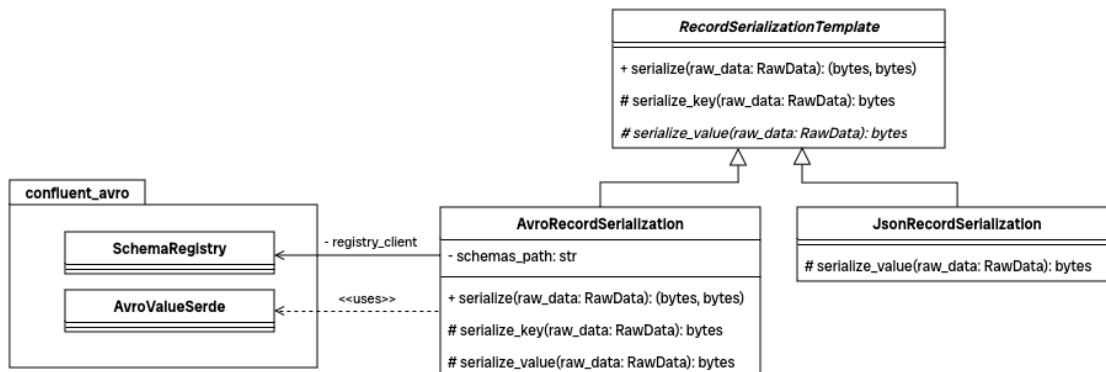 RecordSerializationTemplate
+ serialize(raw_data: RawData): (bytes, bytes)
# serialize_key(raw_data: RawData): bytes
# serialize_value(raw_data: RawData): bytes
confluent_avro
SchemaRegistry
AvroValueSerde
- registry_client
<<uses>>
AvroRecordSerialization
- schemas_path: str
+ serialize(raw_data: RawData): (bytes, bytes)
# serialize_key(raw_data: RawData): bytes
# serialize_value(raw_data: RawData): bytes
JsonRecordSerialization
# serialize_value(raw_data: RawData): bytes